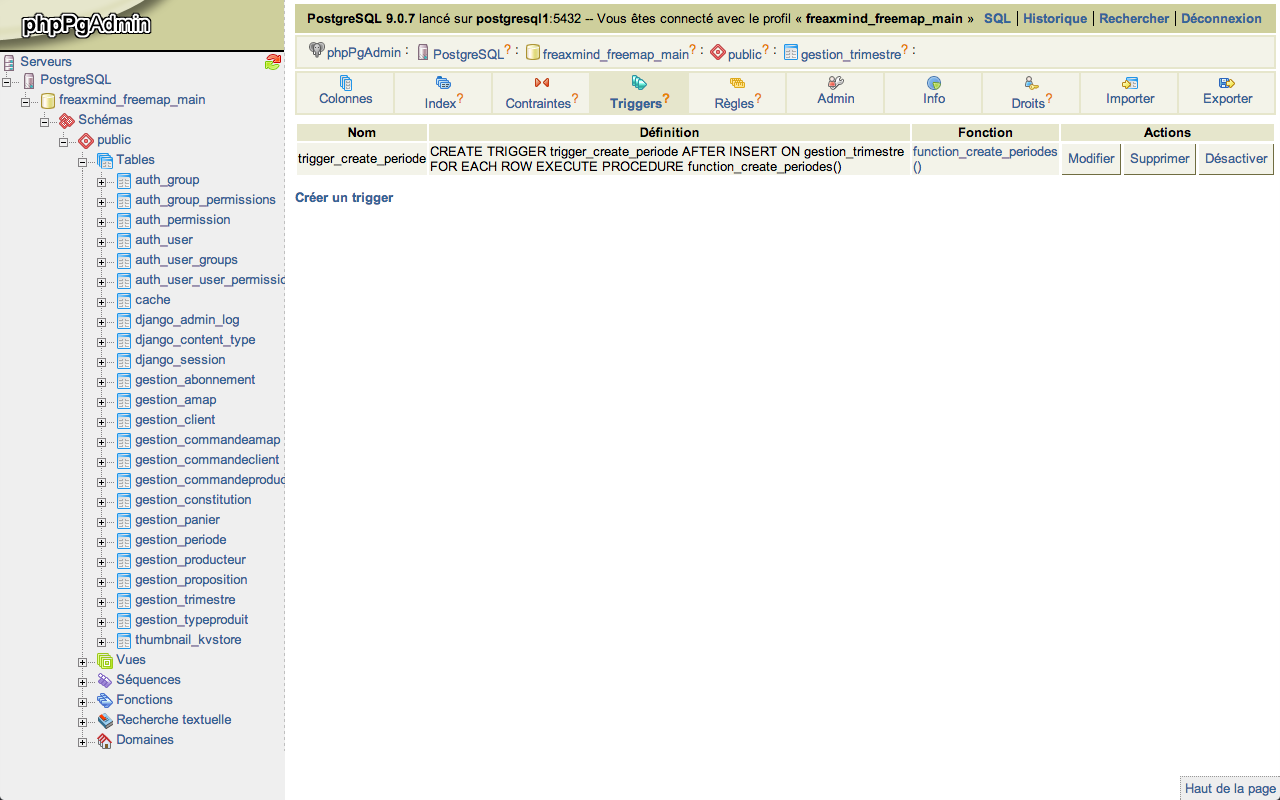 phpPgAdmin
Serveurs
PostgreSQL
freaxmind_freemap_main
Schémas
public
Tables
auth_group
auth_group_permissions
auth_permission
auth_user
auth_user_groups
auth_user_user_permissic
cache
django_admin_log
django_content_type
django_session
gestion_abonnement
gestion_amap
gestion_client
gestion_commandeamap
gestion_commandeclient
gestion_commandeproduc
gestion_constitution
gestion_panier
gestion_periode
gestion_producteur
gestion_proposition
gestion_trimestre
gestion_typeproduit
thumbnail_kvstore
Vues
Séquences
Fonctions
Recherche textuelle
Domaines
PostgreSQL 9.0.7 lancé sur postgresql1:5432 -- Vous êtes connecté avec le profil « freaxmind_freemap_main » SQL | Historique | Rechercher | Déconnexion
phpPgAdmin : PostgreSQL? : freaxmind_freemap_main? : public? : gestion_trimestre? :
Colonnes Index? Contraintes? Triggers? Règles? Admin Info Droits? Importer Exporter
Nom Définition Fonction Actions
trigger_create_periode CREATE TRIGGER trigger_create_periode AFTER INSERT ON gestion_trimestre function_create_periodes Modifier Supprimer Désactiver
FOR EACH ROW EXECUTE PROCEDURE function_create_periodes() ()
Créer un trigger
Haut de la page